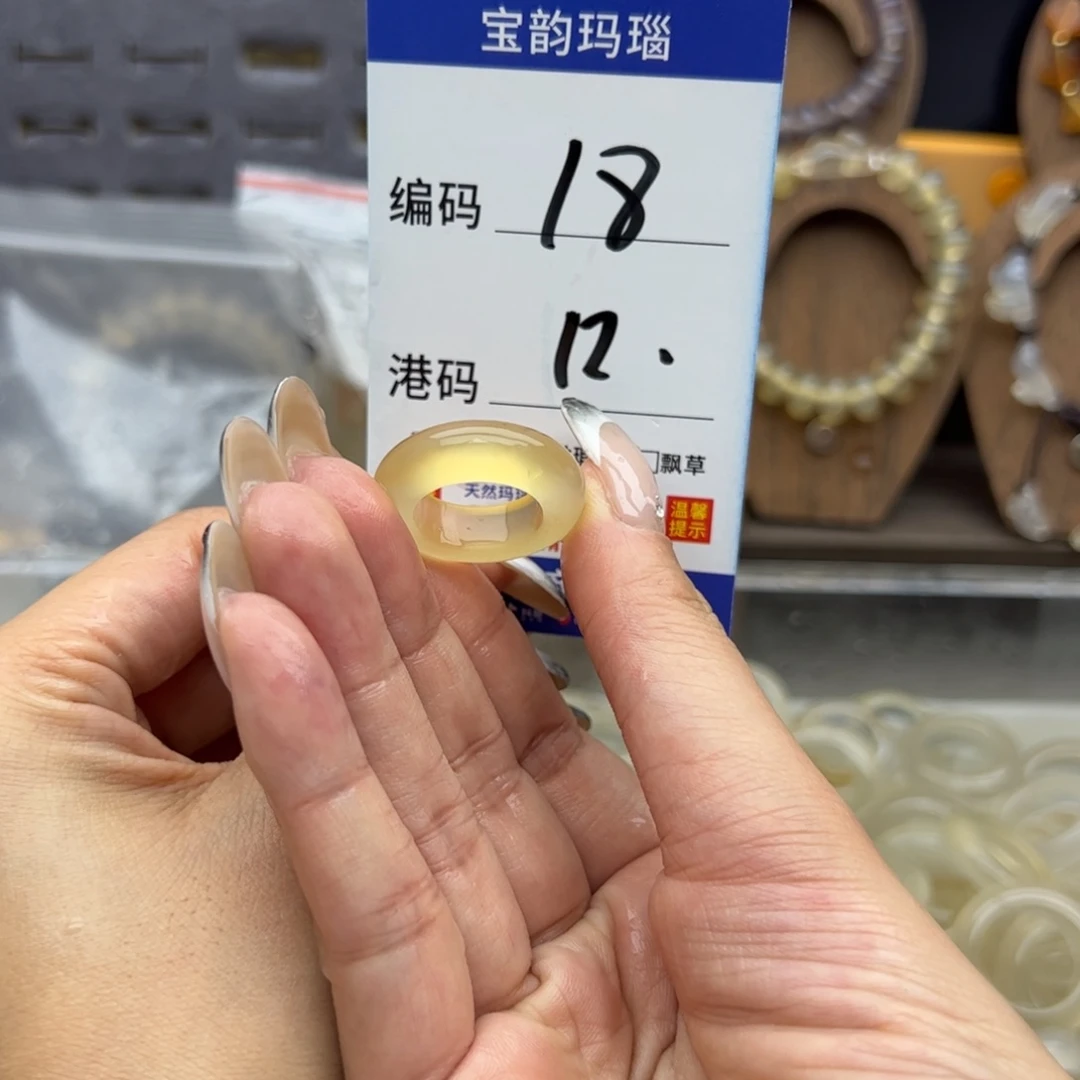 宝韵玛瑙
编码 18
港码 12.
飘草
天然玛瑙
温馨
提示